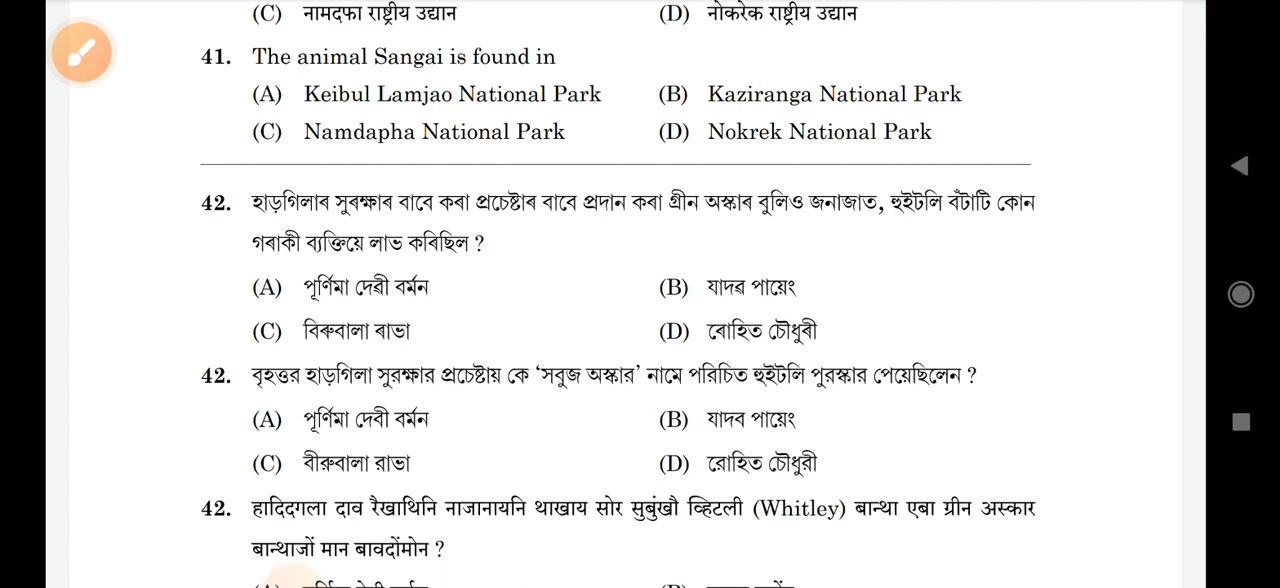 (C) नामदफा राष्ट्रीय उद्यान (D) नोकरेक राष्ट्रीय उद्यान
41. The animal Sangai is found in
(A) Keibul Lamjao National Park (B) Kaziranga National Park
(C) Namdapha National Park (D) Nokrek National Park
42. হাড়গিলাৰ সুৰক্ষাৰ বাবে কৰা প্ৰচেষ্টাৰ বাবে প্ৰদান কৰা গ্ৰীন অস্কাৰ বুলিও জনাজাত, হুইটলি বঁটাটি কোন
গৰাকী ব্যক্তিয়ে লাভ কৰিছিল ?
(A) পূৰ্ণিমা দেৱী বৰ্মন (B) যাদৱ পায়েং
(C) বিৰুবালা ৰাভা (D) ৰোহিত চৌধুৰী
42. বৃহত্তর হাড়গিলা সুরক্ষার প্রচেষ্টায় কে ‘সবুজ অস্কার’ নামে পরিচিত হুইটলি পুরস্কার পেয়েছিলেন ?
(A) পূর্ণিমা দেবী বর্মন (B) যাদব পায়েং
(C) বীরুবালা রাভা (D) রোহিত চৌধুরী
42. हादिदगला दाव रैखाथिनि नाजानायनि थाखाय सोर सुबुंखौ व्हिटली (Whitley) बान्था एबा ग्रीन अस्कार
बान्थाजों मान बावदोंमोन ?